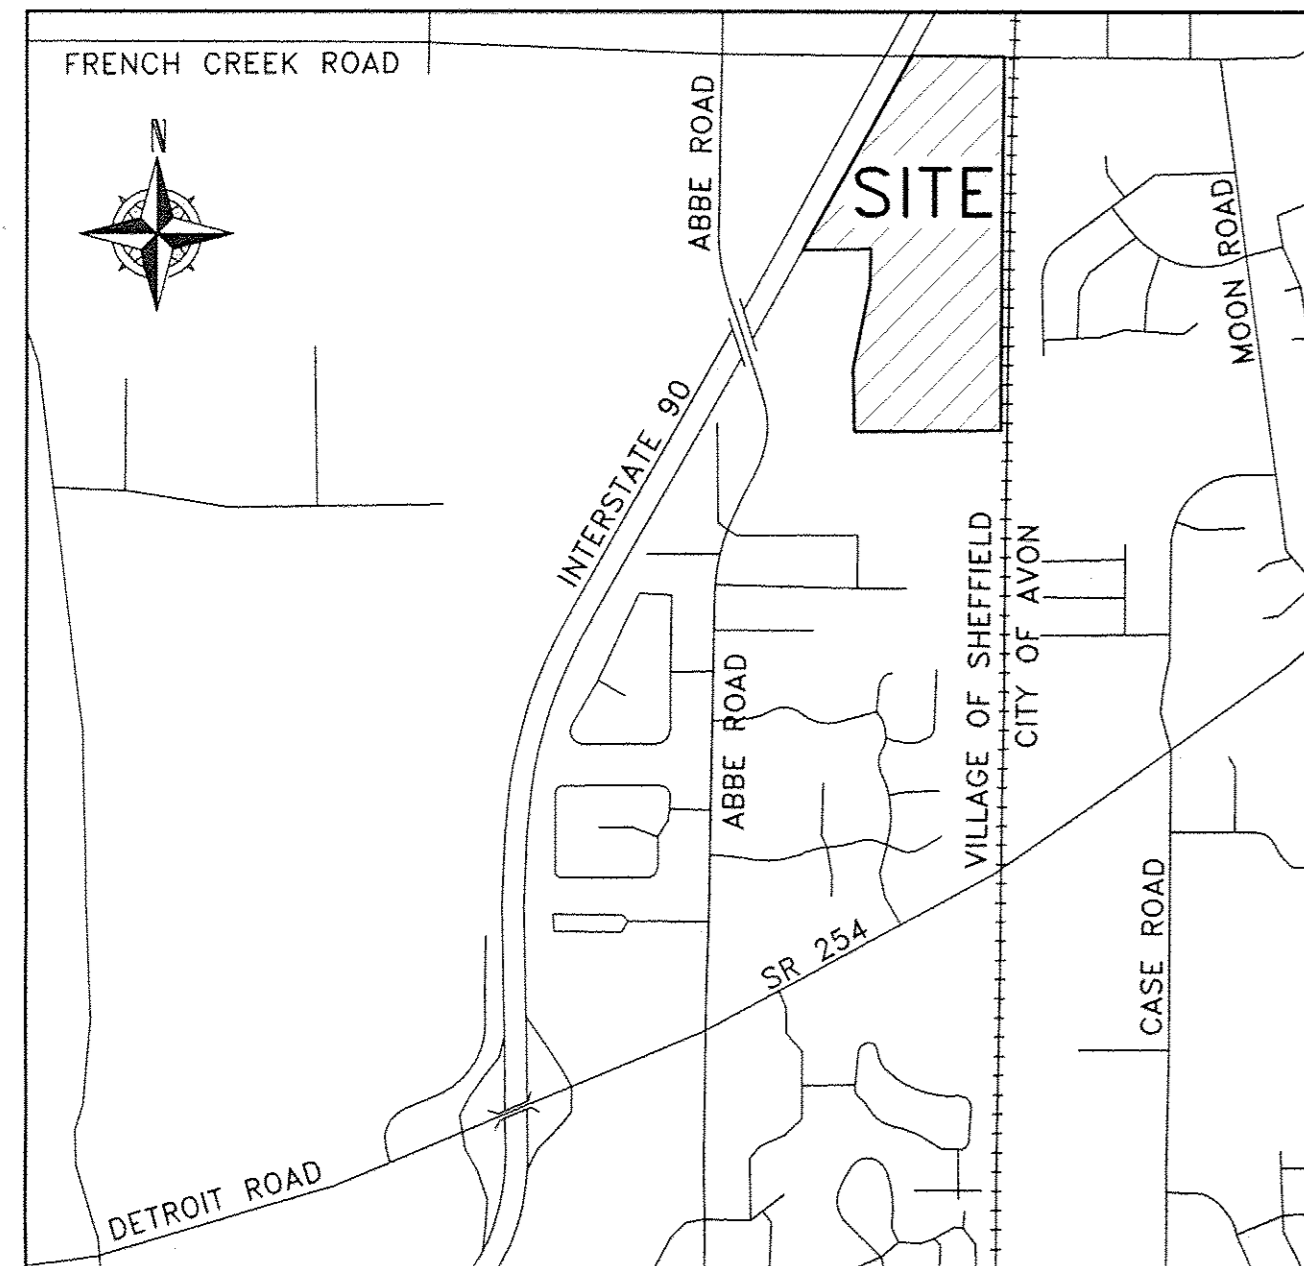 FRENCH CREEK ROAD
N
ABBE ROAD
SITE
MOON ROAD
INTERSTATE 90
VILLAGE OF SHEFFIELD
CITY OF AVON
ABBE ROAD
CASE ROAD
SR 254
DETROIT ROAD